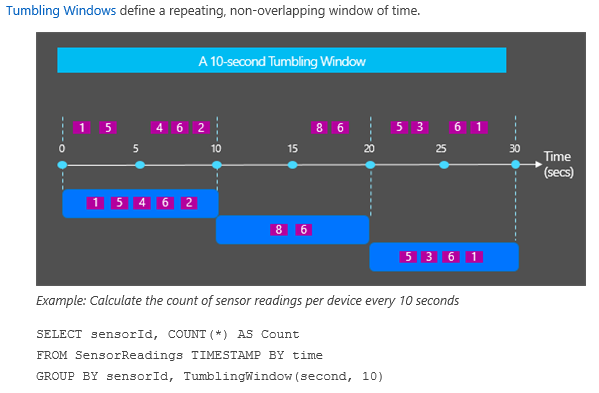 Tumbling Windows define a repeating, non-overlapping window of time.
A 10-second Tumbling Window
1 5 4 6 2 8 6 5 3 6 1
0 5 10 15 20 25 30
Time
(secs)
1 5 4 6 2
8 6
5 3 6 1
Example: Calculate the count of sensor readings per device every 10 seconds
SELECT sensorId, COUNT(*) AS Count
FROM SensorReadings TIMESTAMP BY time
GROUP BY sensorId, TumblingWindow(second, 10)